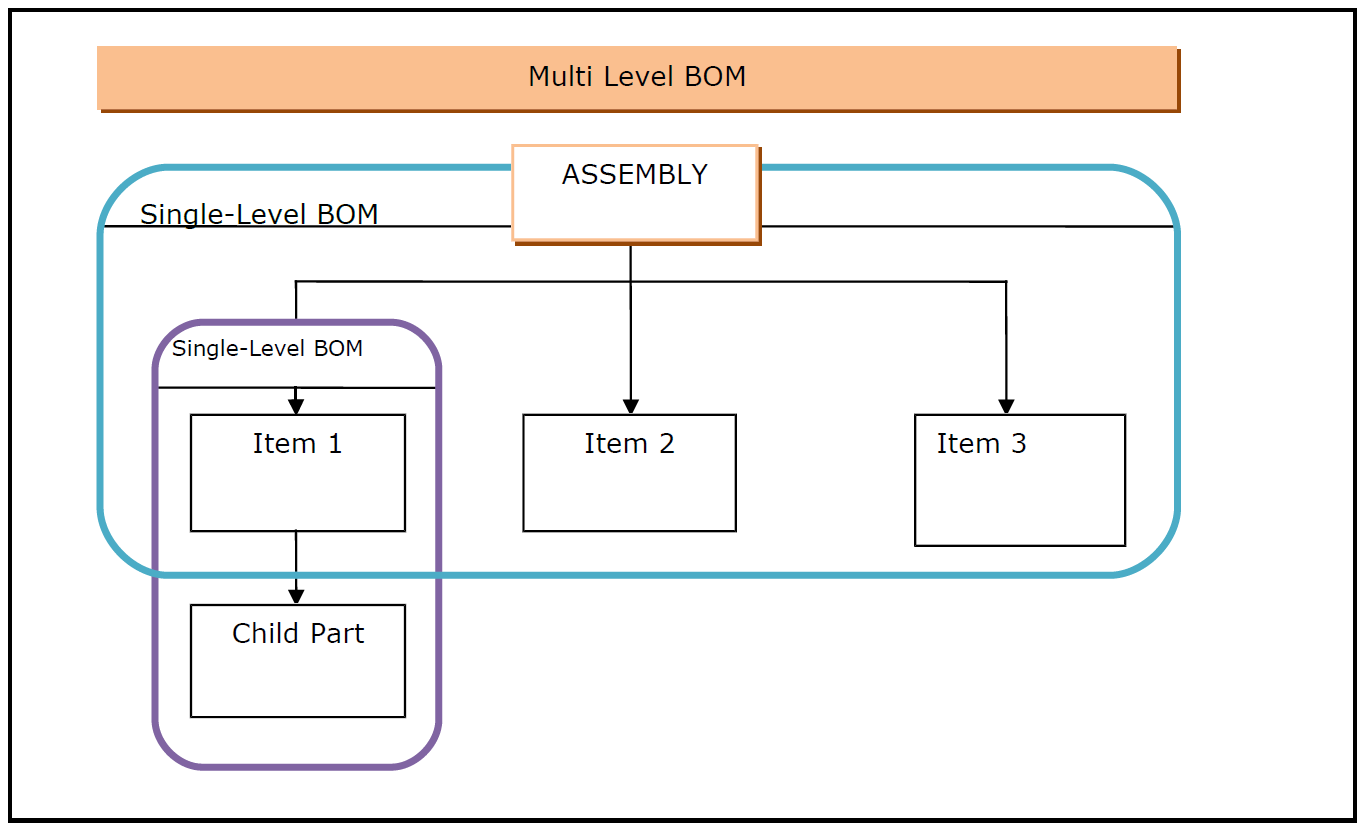 Multi Level BOM
ASSEMBLY
Single-Level BOM
Single-Level BOM
Item 1
Item 2
Item 3
Child Part